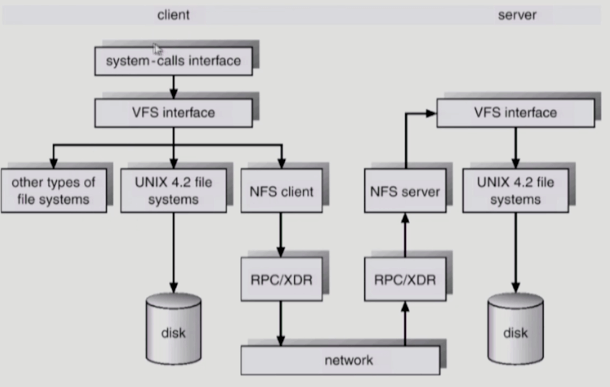 client
server
system-calls interface
VFS interface
VFS interface
other types of
file systems
UNIX 4.2 file
systems
NFS client
NFS server
UNIX 4.2 file
systems
RPC/XDR
RPC/XDR
disk
disk
network